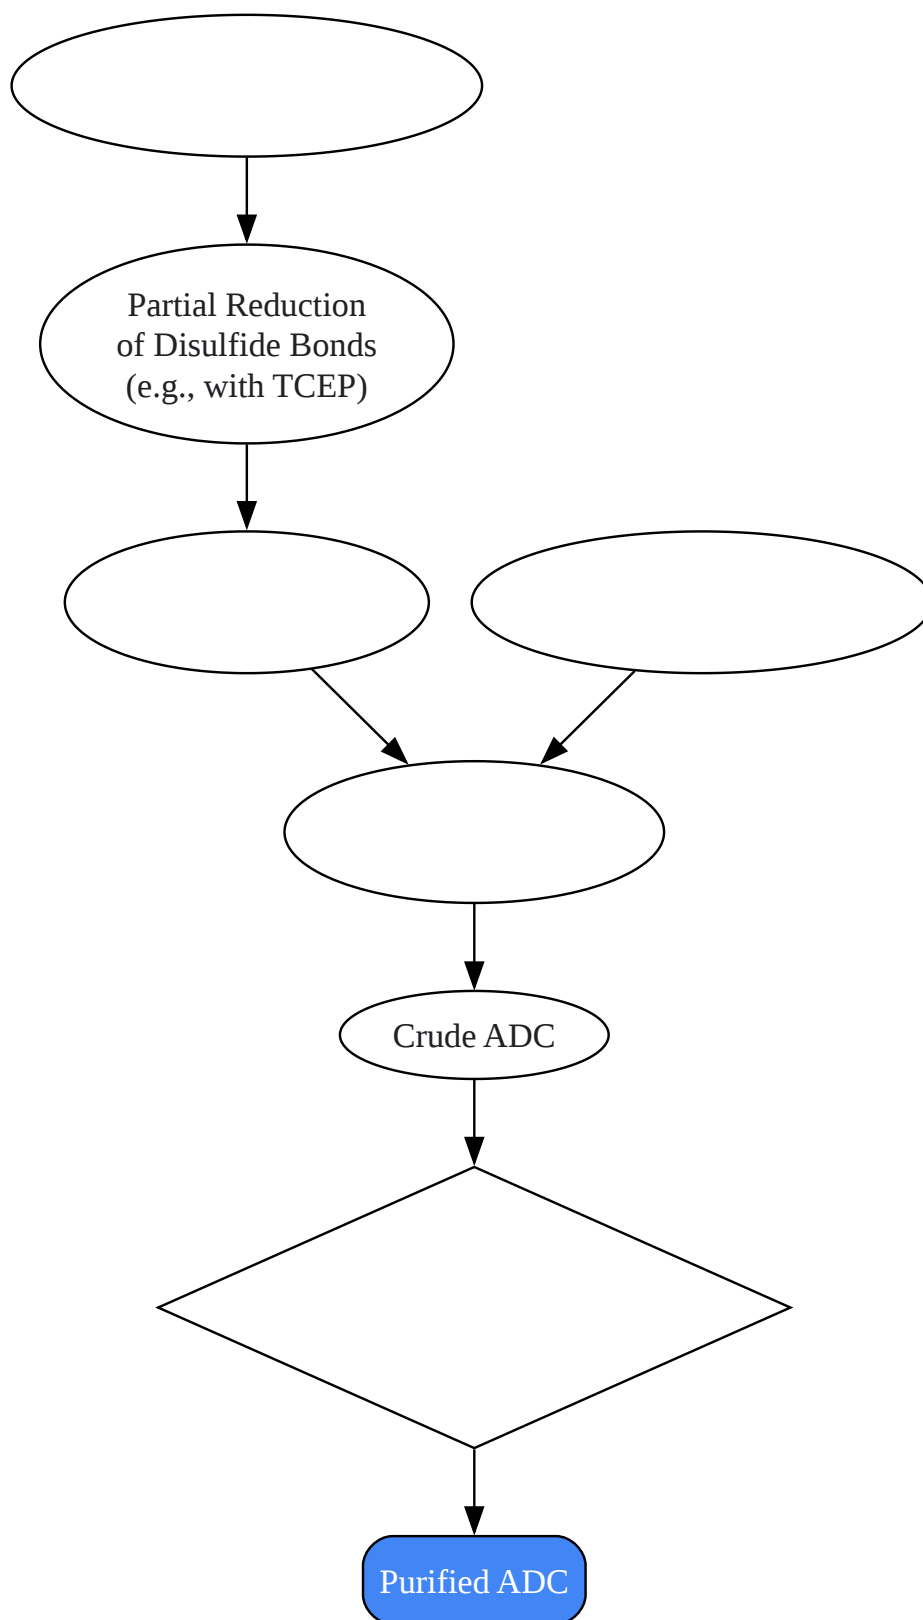 Partial Reduction
of Disulfide Bonds
(e.g., with TCEP)
Crude ADC
Purified ADC